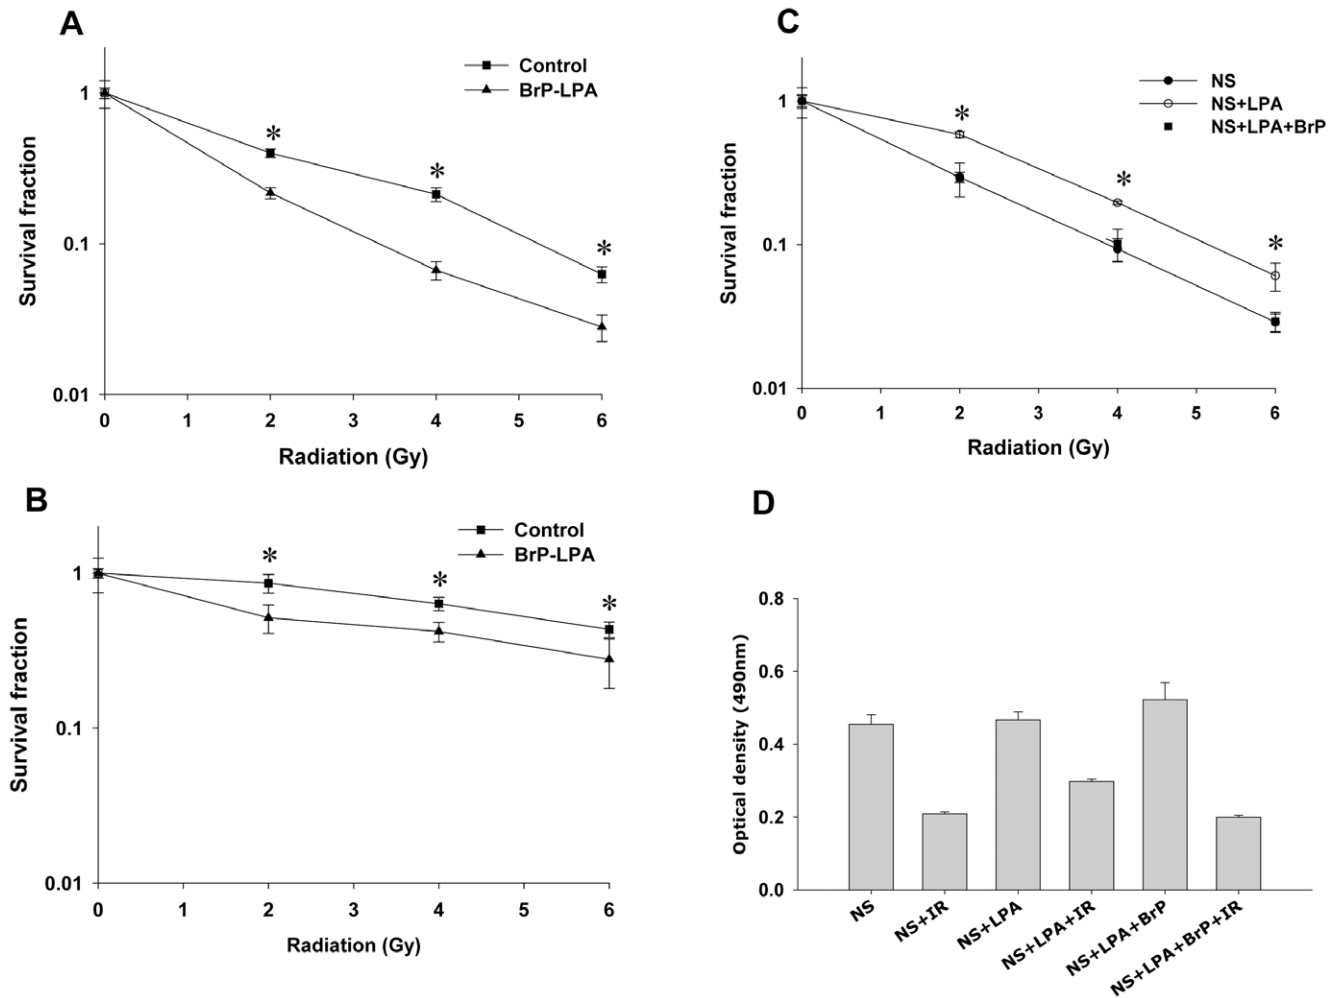 A
Control
BrP-LPA
1
0.1
0.01
Survival fraction
*
*
*
0
1
2
3
4
5
6
Radiation (Gy)
C
NS
NS+LPA
NS+LPA+BrP
1
0.1
0.01
Survival fraction
*
*
*
0
1
2
3
4
5
6
Radiation (Gy)
B
Control
BrP-LPA
1
0.1
0.01
Survival fraction
*
*
*
0
1
2
3
4
5
6
Radiation (Gy)
D
0.8
0.6
0.4
0.2
0.0
Optical density (490nm)
NS
NS+IR
NS+LPA
NS+LPA+IR
NS+LPA+BrP
NS+LPA+BrP+IR